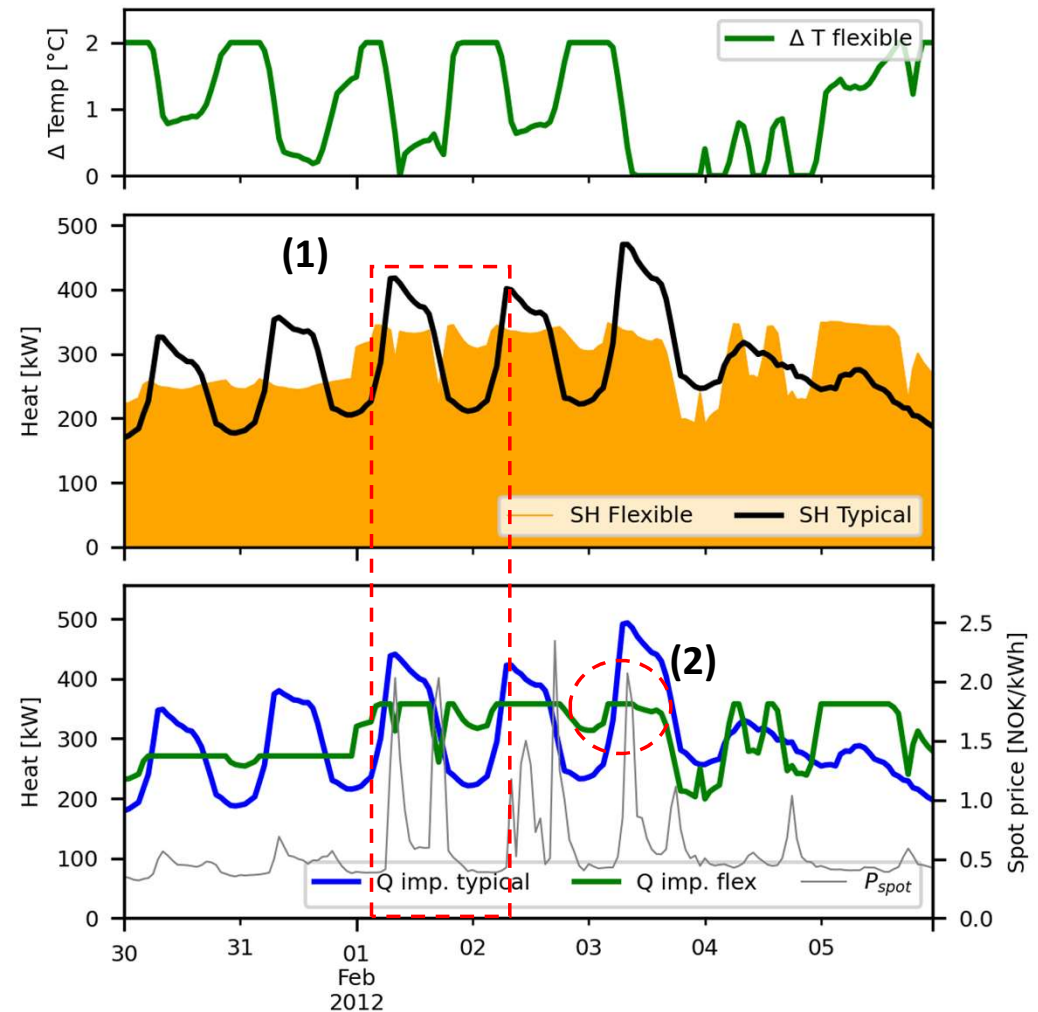 2
Δ T flexible
1
0
Δ Temp [°C]
500
(1)
400
300
200
100
0
Heat [kW]
SH Flexible
SH Typical
500
400
300
200
100
0
Heat [kW]
(2)
2.5
2.0
1.5
1.0
0.5
0.0
Spot price [NOK/kWh]
Q imp. typical
Q imp. flex
P_spot
30
31
01
02
03
04
05
Feb
2012